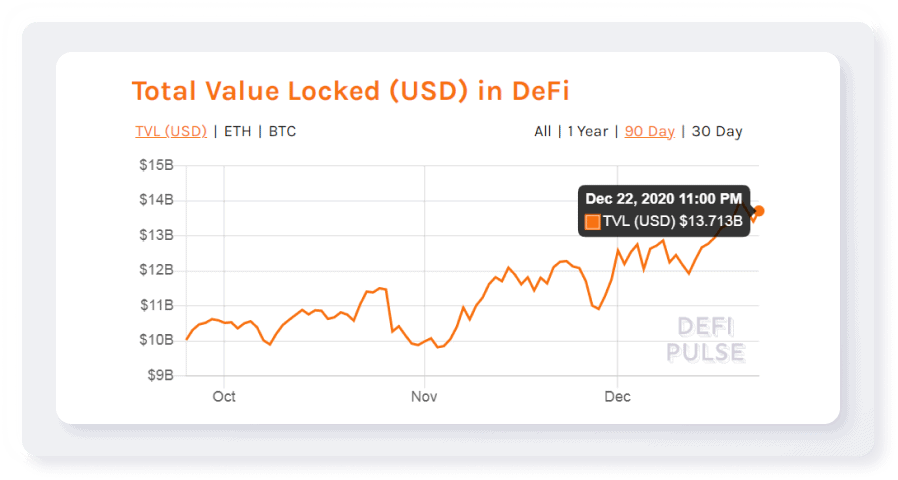 Total Value Locked (USD) in DeFi
TVL (USD) | ETH | BTC All | 1 Year | 90 Day | 30 Day
$15B
$14B
Dec 22, 2020 11:00 PM
TVL (USD) $13.713B
$13B
$12B
$11B
DEFI
$10B
PULSE
$9B
Oct Nov Dec